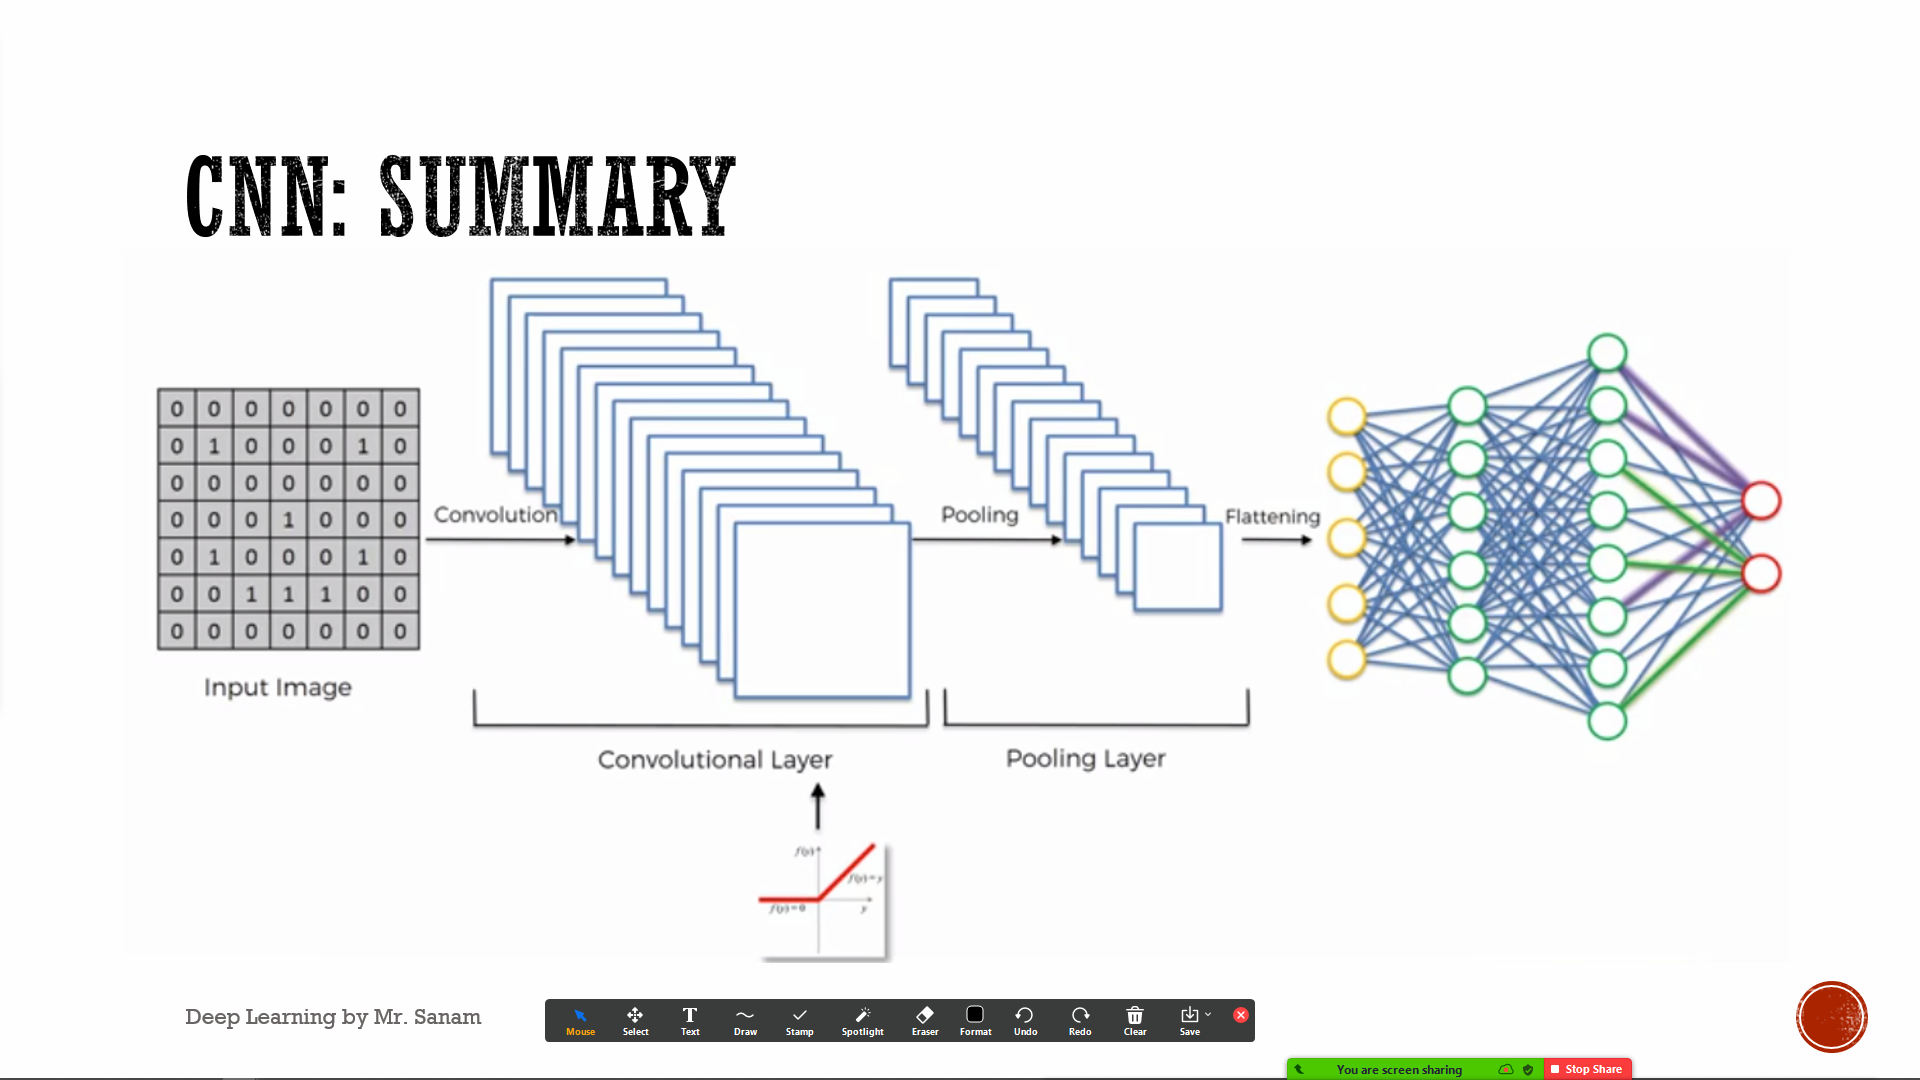 CNN: SUMMARY
0 0 0 0 0 0 0
0 1 0 0 0 1 0
0 0 0 0 0 0 0
0 0 0 1 0 0 0
0 1 0 0 0 1 0
0 0 1 1 1 0 0
0 0 0 0 0 0 0
Input Image
Convolution
Pooling
Flattening
Convolutional Layer
Pooling Layer
f(y)
f(y)=y
f(y)=0
y
Deep Learning by Mr. Sanam
Mouse Select Text Draw Stamp Spotlight Eraser Format Undo Redo Clear Save
You are screen sharing Stop Share